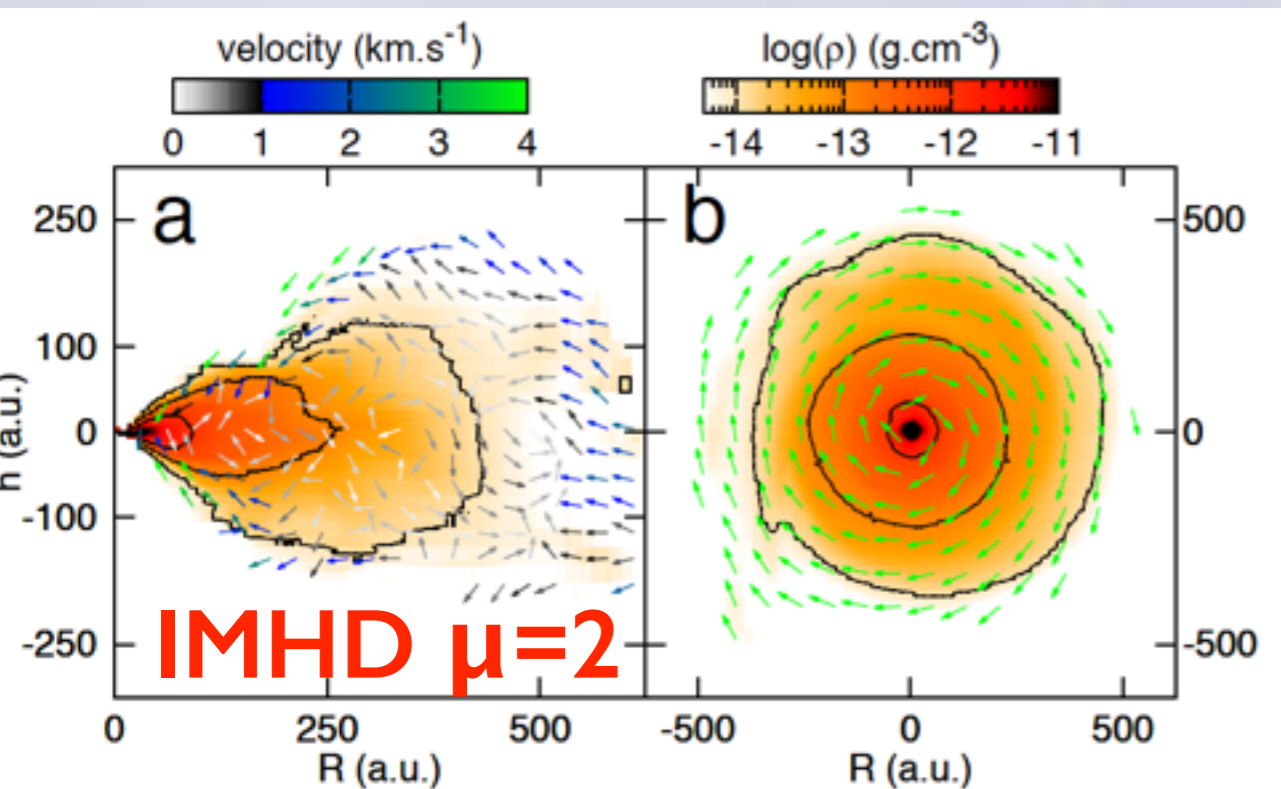 velocity (km.s-1)
log(ρ) (g.cm-3)
0 1 2 3 4
-14 -13 -12 -11
a
b
250
100
0
-100
-250
h (a.u.)
500
0
-500
IMHD μ=2
0 250 500
-500 0 500
R (a.u.)
R (a.u.)